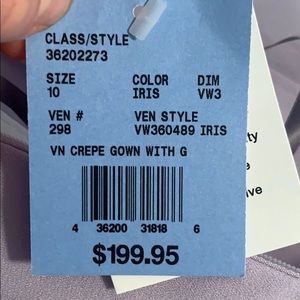 CLASS/STYLE
36202273
SIZE COLOR DIM
10 IRIS VW3
VEN # VEN STYLE
298 VW360489 IRIS
VN CREPE GOWN WITH G
4 36200 31818 6
$199.95